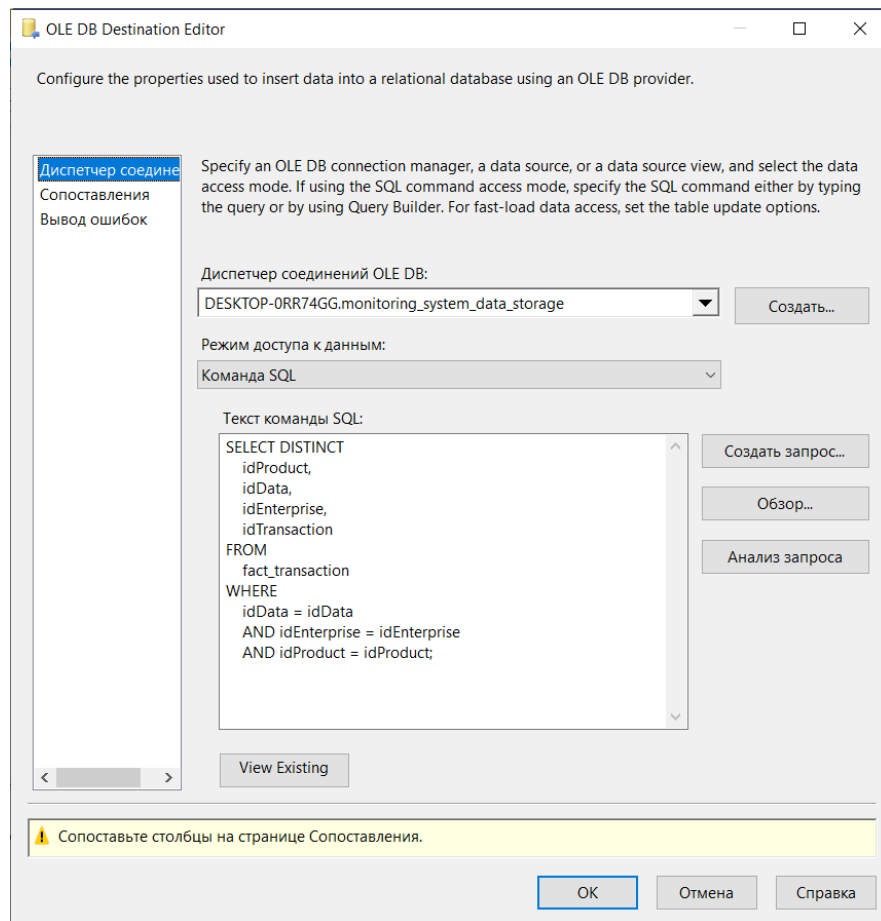 OLE DB Destination Editor
Configure the properties used to insert data into a relational database using an OLE DB provider.
Диспетчер соедине
Сопоставления
Вывод ошибок
Specify an OLE DB connection manager, a data source, or a data source view, and select the data
access mode. If using the SQL command access mode, specify the SQL command either by typing
the query or by using Query Builder. For fast-load data access, set the table update options.
Диспетчер соединений OLE DB:
DESKTOP-0RR74GG.monitoring_system_data_storage
Создать...
Режим доступа к данным:
Команда SQL
Текст команды SQL:
SELECT DISTINCT
idProduct,
idData,
idEnterprise,
idTransaction
FROM
fact_transaction
WHERE
idData = idData
AND idEnterprise = idEnterprise
AND idProduct = idProduct;
Создать запрос...
Обзор...
Анализ запроса
View Existing
Сопоставьте столбцы на странице Сопоставления.
OK
Отмена
Справка